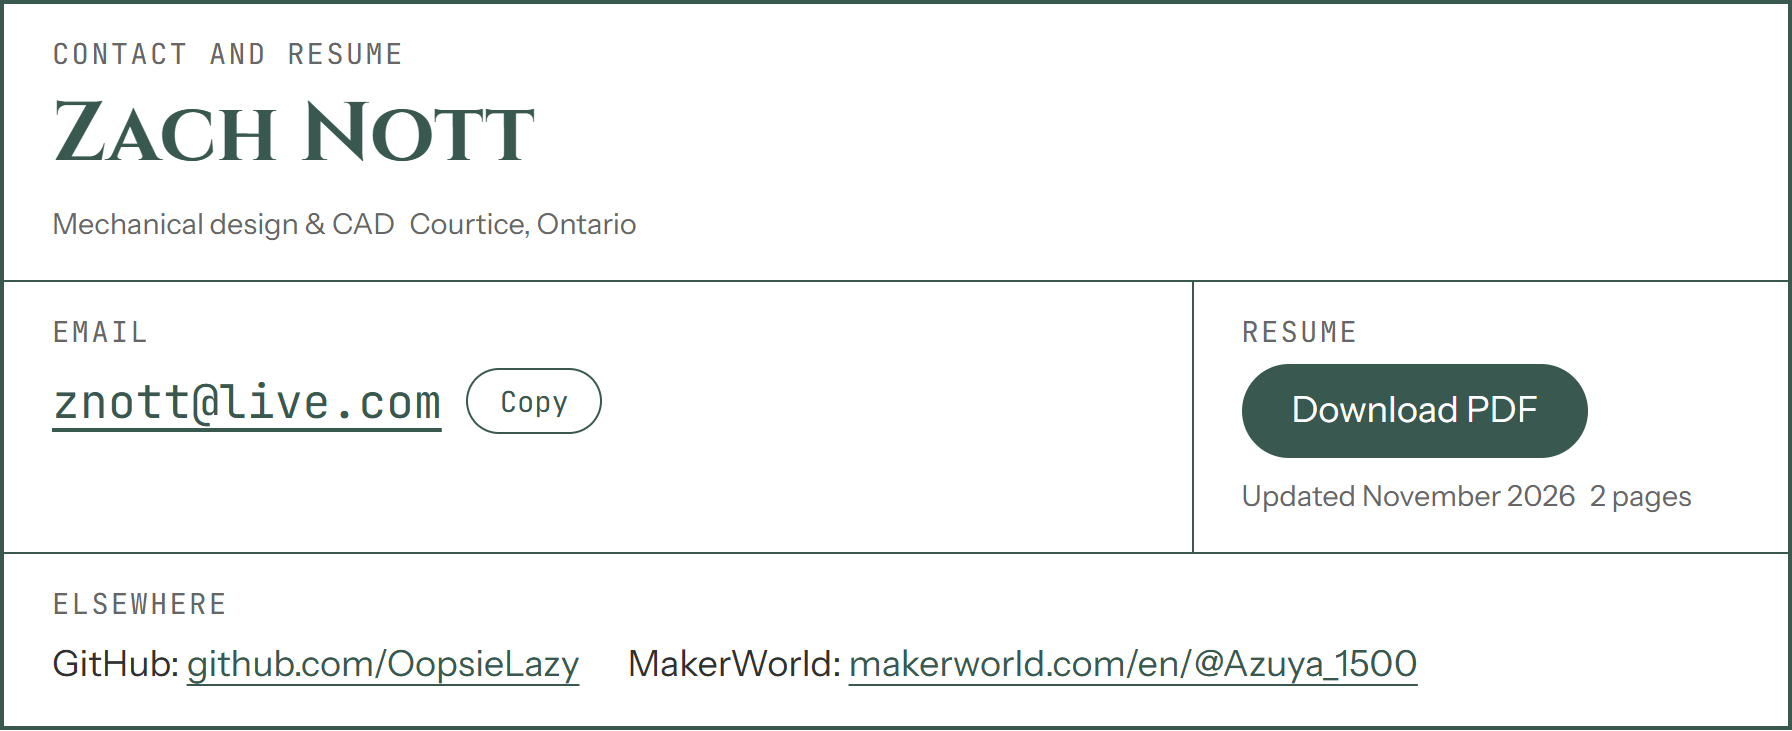 CONTACT AND RESUME
Zach Nott
Mechanical design & CAD Courtice, Ontario
EMAIL
znott@live.com Copy
RESUME
Download PDF
Updated November 2026 2 pages
ELSEWHERE
GitHub: github.com/OopsieLazy MakerWorld: makerworld.com/en/@Azuya_1500